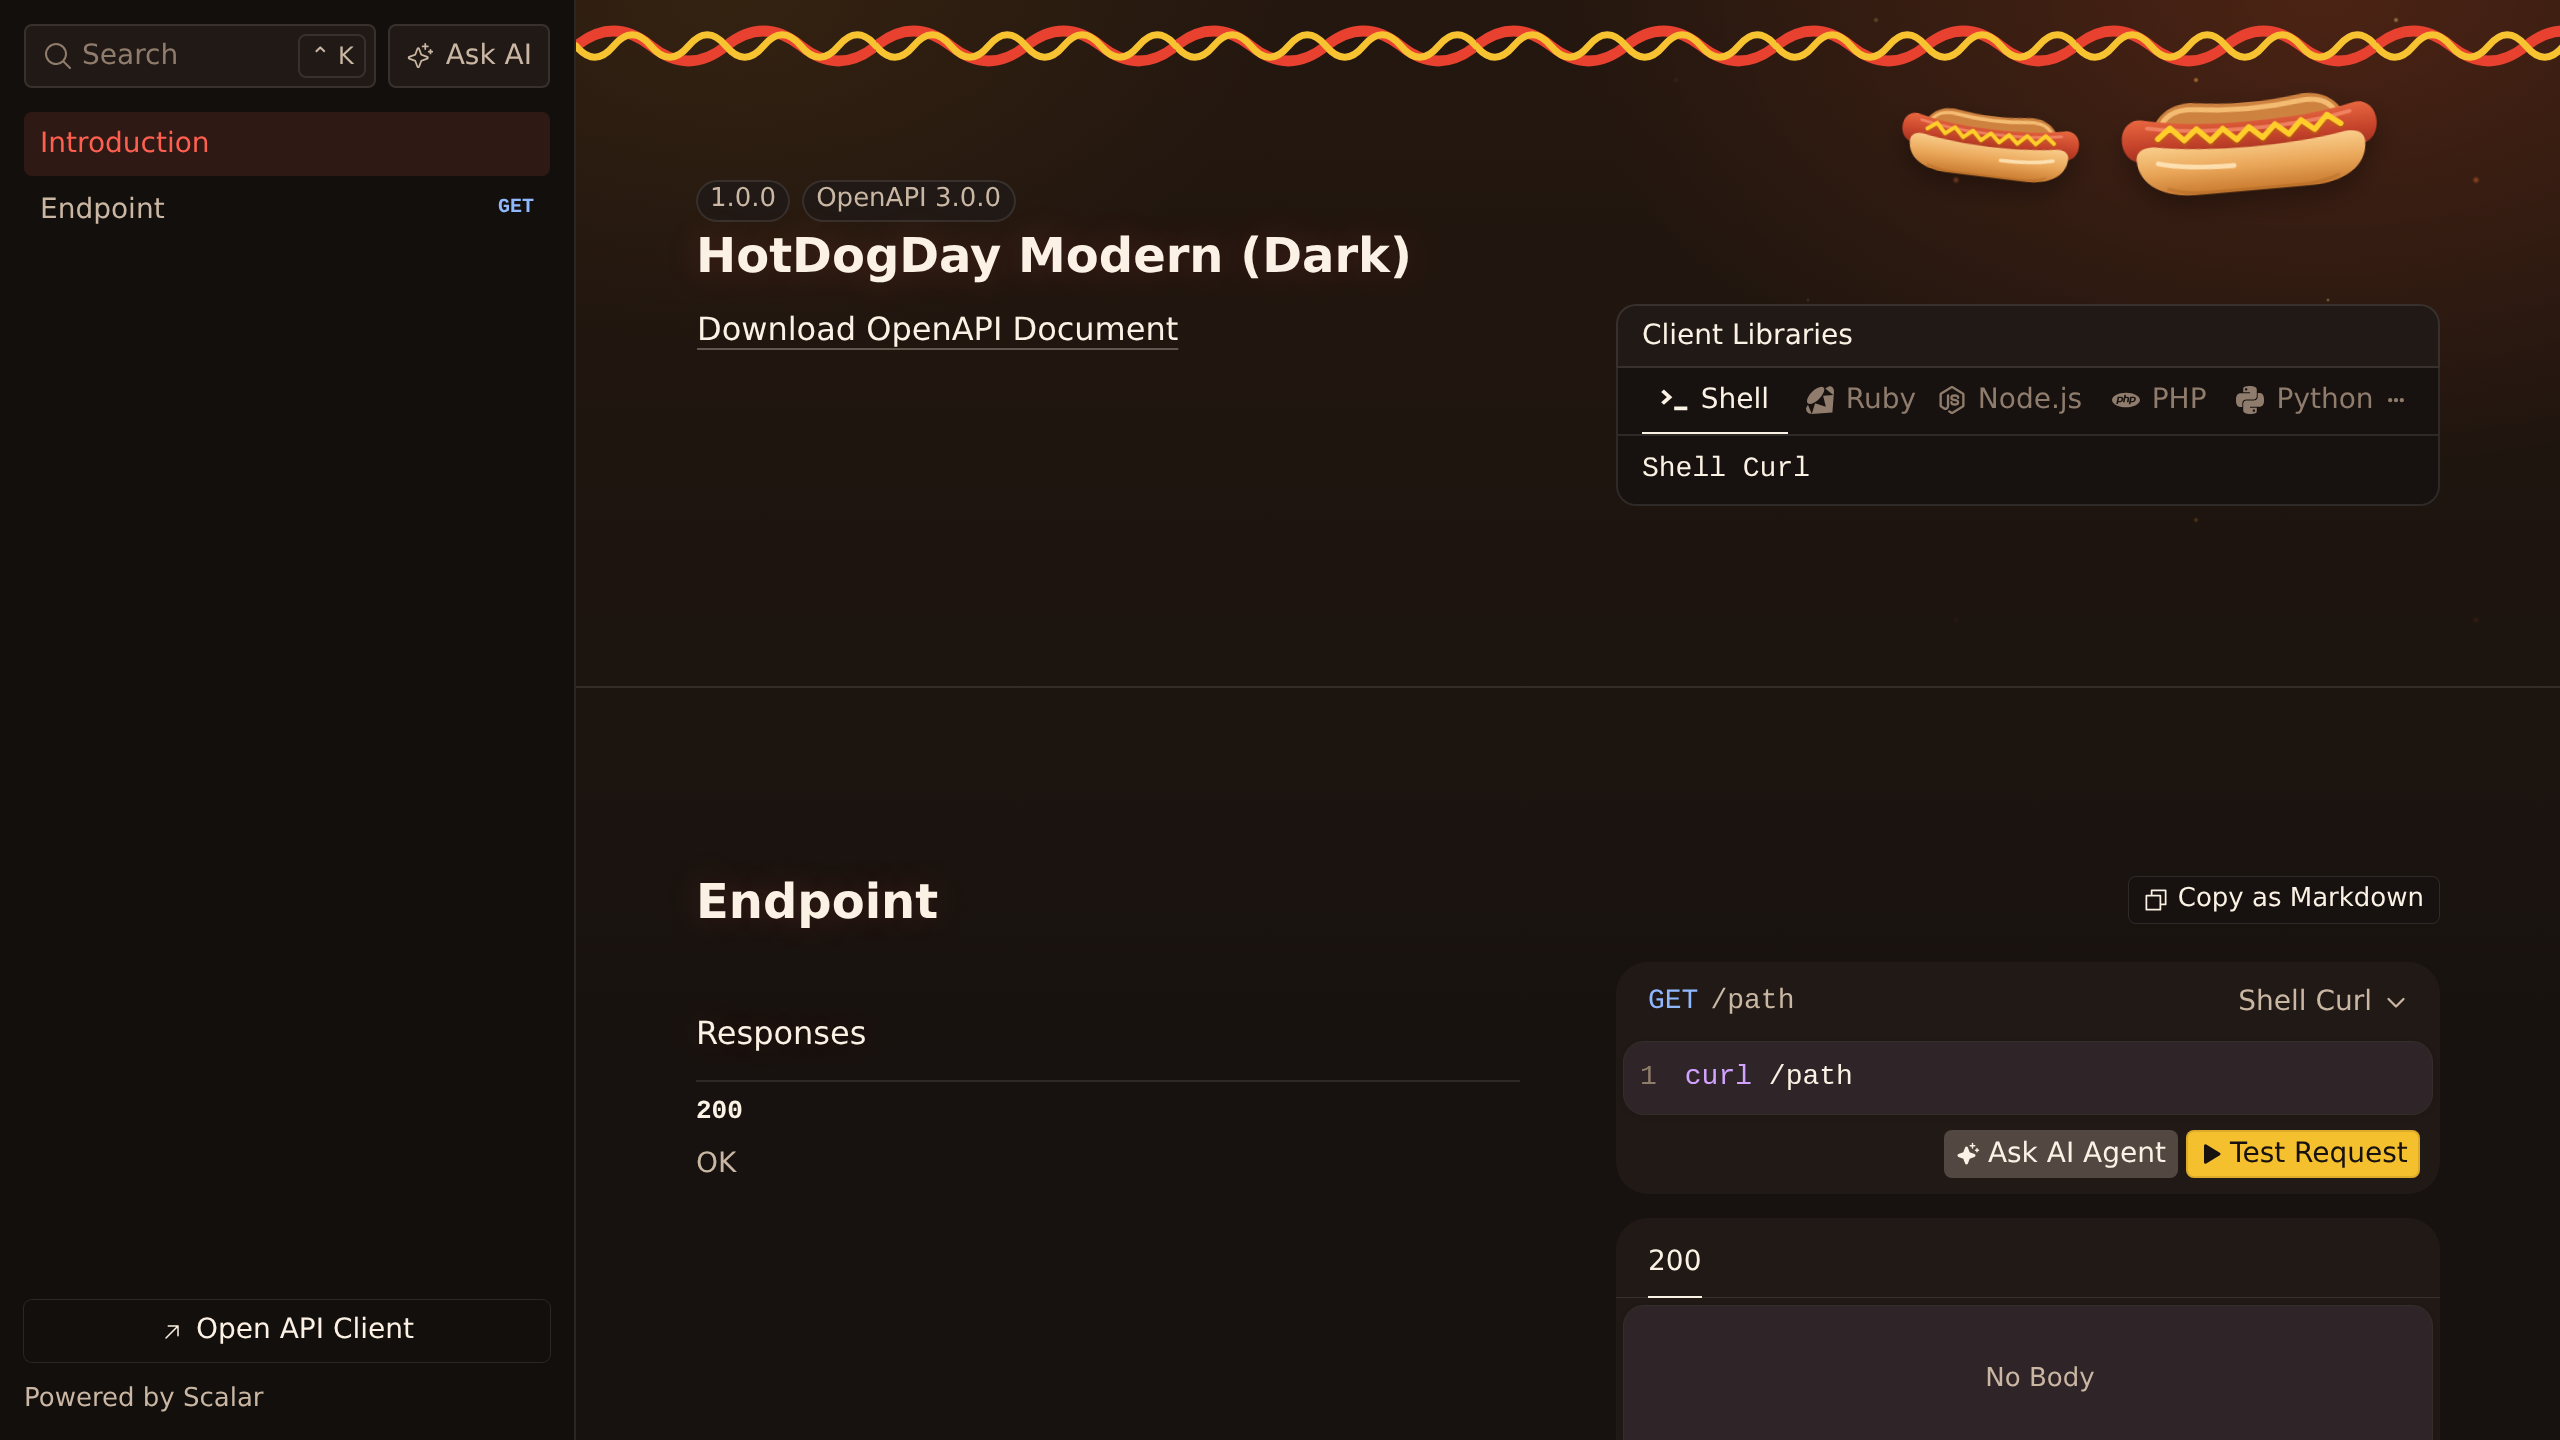 Search
⌃ K
Ask AI
Introduction
Endpoint
GET
Open API Client
Powered by Scalar
1.0.0
OpenAPI 3.0.0
HotDogDay Modern (Dark)
Download OpenAPI Document
Client Libraries
Shell
Ruby
Node.js
php
PHP
Python
Shell Curl
Endpoint
Copy as Markdown
Responses
200
OK
GET /path
Shell Curl
1 curl /path
Ask AI Agent
Test Request
200
No Body